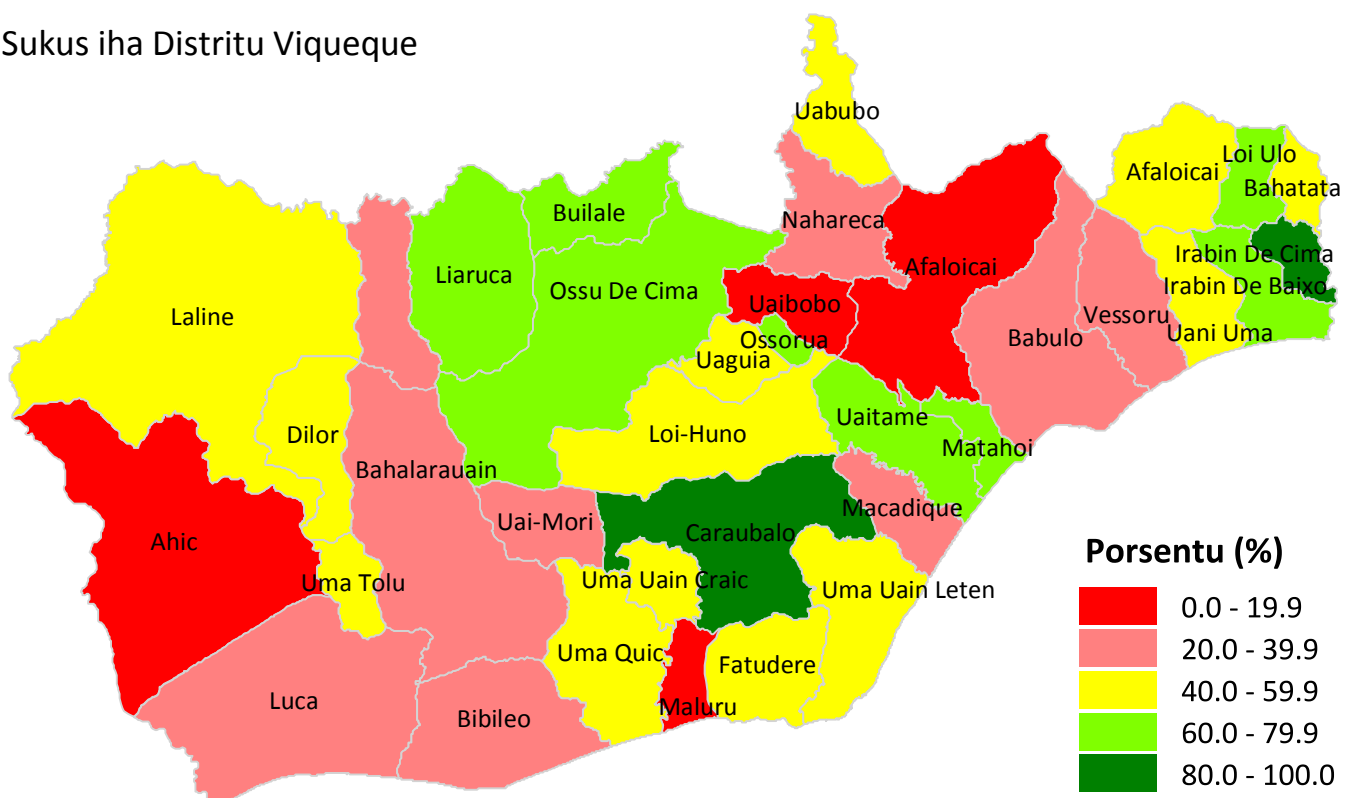 Sukus iha Distritu Viqueque
Uabubo
Loi Ulo
Afaloicai
Bahatata
Nahareca
Builale
Irabin De Cima
Afaloicai
Liaruca
Irabin De Baixo
Ossu De Cima
Uaibobo
Vessoru
Laline
Uani Uma
Babulo
Ossorua
Uaguia
Uaitame
Dilor
Loi-Huno
Matahoi
Bahalarauain
Macadique
Uai-Mori
Caraubalo
Ahic
Uma Tolu
Uma Uain Craic
Uma Uain Leten
Uma Quic
Fatudere
Luca
Maluru
Bibileo
Porsentu (%)
0.0 - 19.9
20.0 - 39.9
40.0 - 59.9
60.0 - 79.9
80.0 - 100.0